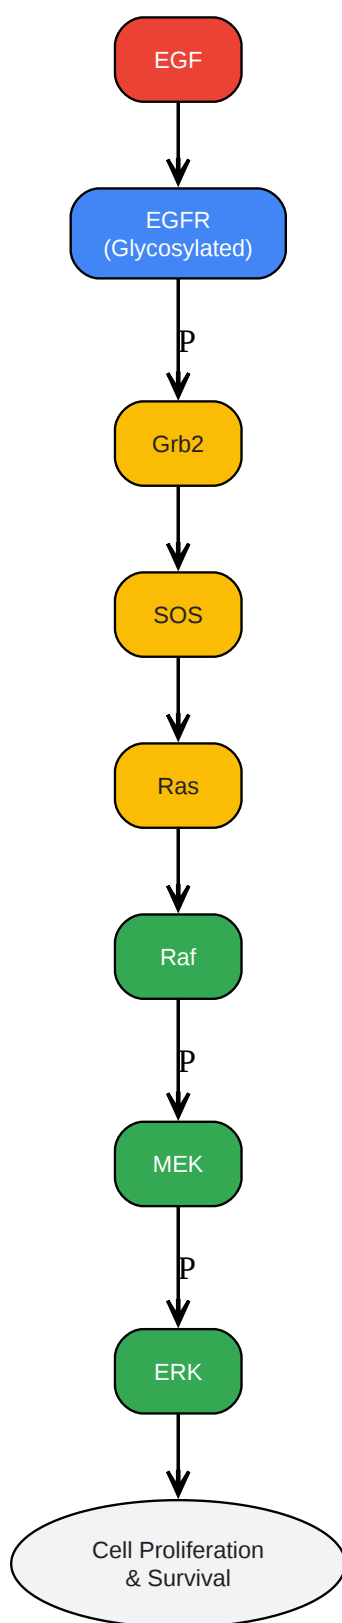 EGF
EGFR
(Glycosylated)
P
Grb2
SOS
Ras
Raf
P
MEK
P
ERK
Cell Proliferation
& Survival